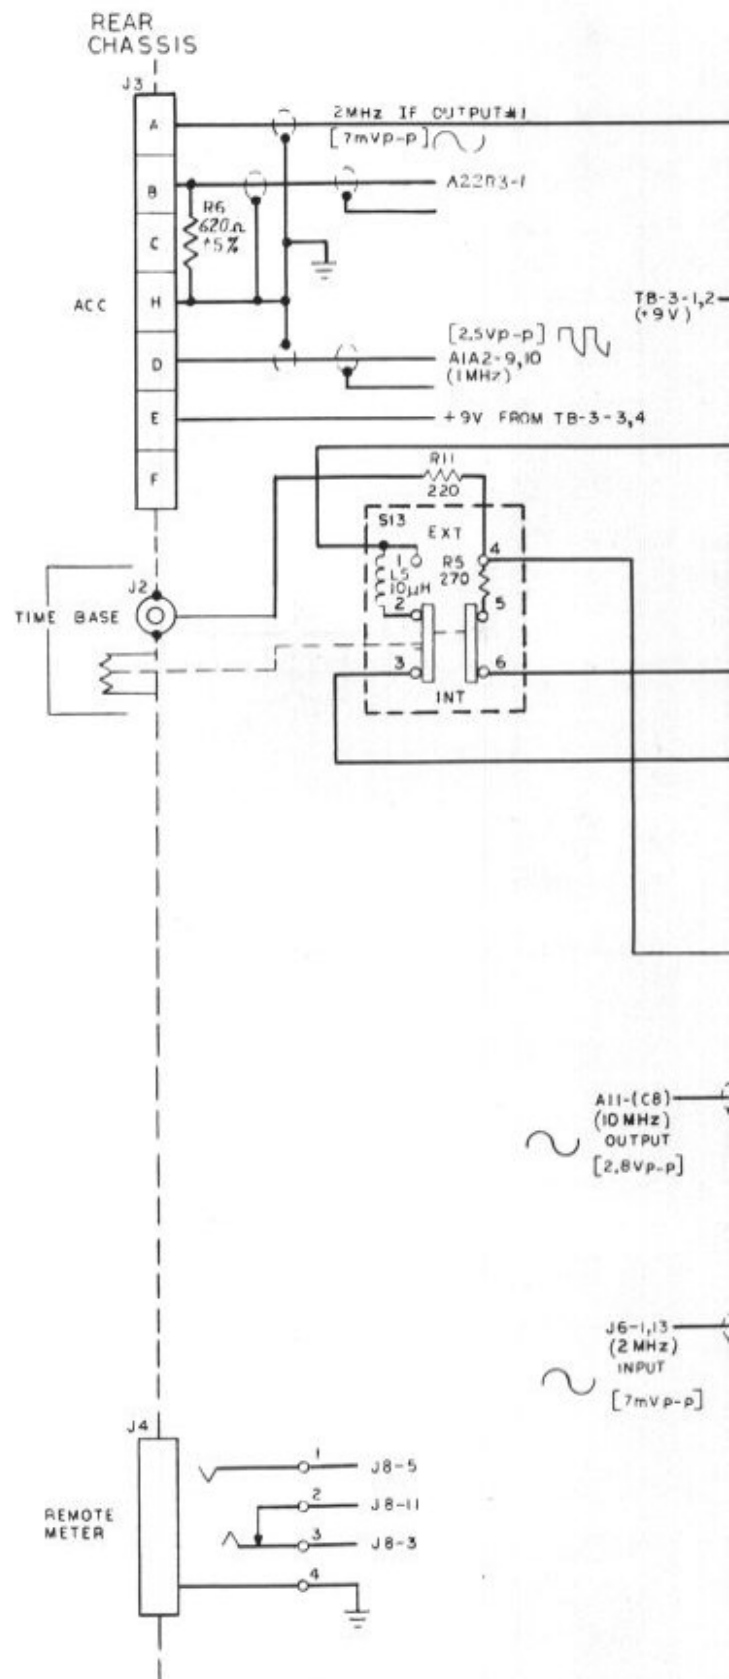 REAR
CHASSIS
J3
A
2MHz IF OUTPUT#1
[7mVp-p]
B
A22B3-1
R6
620Ω
±5%
C
ACC
H
TB-3-1,2
(+9V)
[2.5Vp-p]
D
A1A2-9,10
(1MHz)
E
+9V FROM TB-3-3,4
F
R11
220
S13
EXT
1
4
L5
10μH
R5
270
J2
TIME BASE
2
5
3
6
INT
A11-(C8)
(10MHz)
OUTPUT
[2.8Vp-p]
J6-1,13
(2MHz)
INPUT
[7mVp-p]
J4
1
J8-5
2
J8-11
REMOTE
METER
3
J8-3
4